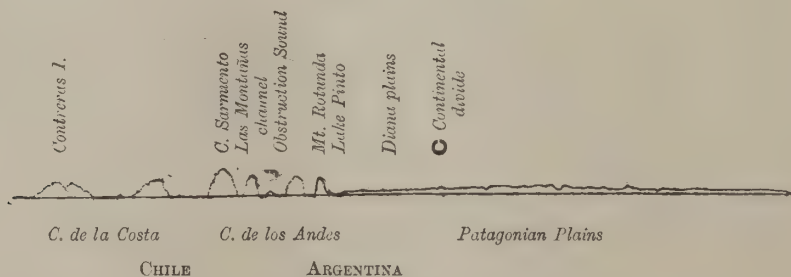 Contreras I.
C. Sarmiento
Las Montañas
channel
Obstruction Sound
Mt. Rotunda
Lake Pinto
Diana plains
C Continental
divide
C. de la Costa
C. de los Andes
Patagonian Plains
CHILE
ARGENTINA